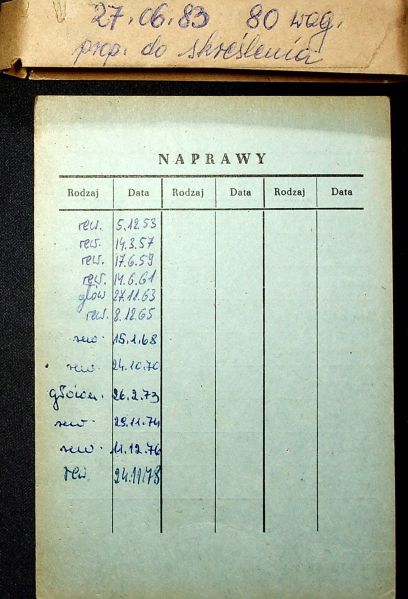 27.06.83 80 wag.
prop. do skreślenia
NAPRAWY
Rodzaj Data Rodzaj Data Rodzaj Data
rew. 5.12.53
rew. 14.3.57
rew. 17.6.59
rew. 14.6.61
głów 27.11.63
rew. 8.12.65
rew. 15.1.68
rew. 24.10.70
główn. 26.2.73
rew. 29.11.74
rew. 11.12.76
rew 24.11.78